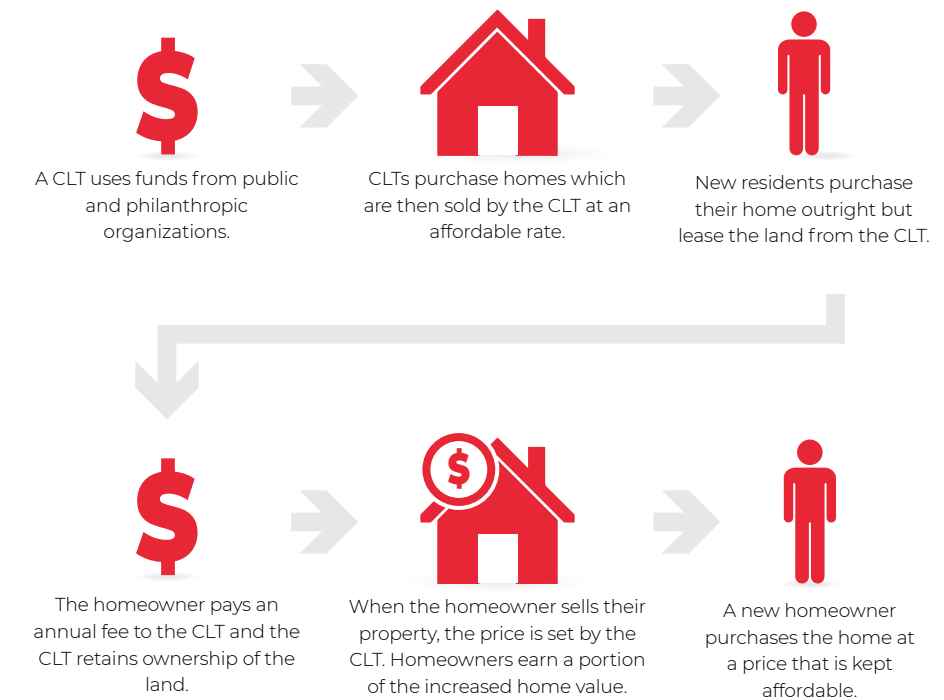 $
A CLT uses funds from public
and philanthropic
organizations.
CLTs purchase homes which
are then sold by the CLT at an
affordable rate.
New residents purchase
their home outright but
lease the land from the CLT.
$
The homeowner pays an
annual fee to the CLT and the
CLT retains ownership of the
land.
$
When the homeowner sells their
property, the price is set by the
CLT. Homeowners earn a portion
of the increased home value.
A new homeowner
purchases the home at
a price that is kept
affordable.